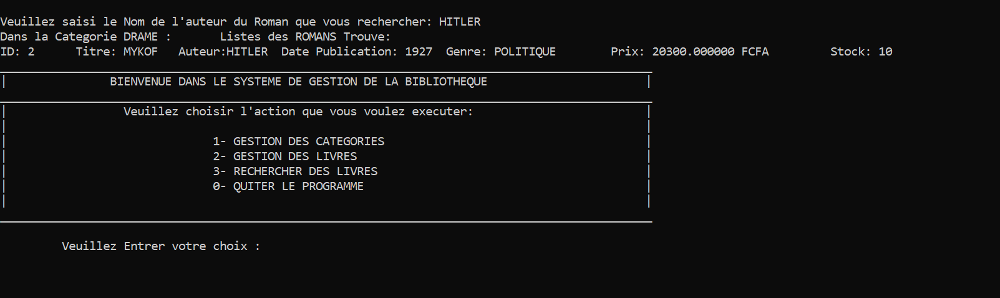 Veuillez saisi le Nom de l'auteur du Roman que vous rechercher: HITLER
Dans la Categorie DRAME : Listes des ROMANS Trouve:
ID: 2 Titre: MYKOF Auteur:HITLER Date Publication: 1927 Genre: POLITIQUE Prix: 20300.000000 FCFA Stock: 10
BIENVENUE DANS LE SYSTEME DE GESTION DE LA BIBLIOTHEQUE
Veuillez choisir l'action que vous voulez executer:
1- GESTION DES CATEGORIES
2- GESTION DES LIVRES
3- RECHERCHER DES LIVRES
0- QUITER LE PROGRAMME
Veuillez Entrer votre choix :